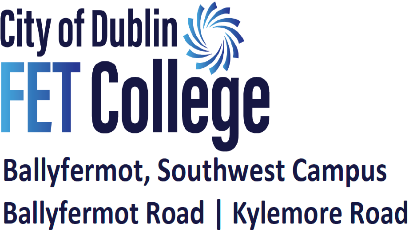 City of Dublin
FET College
Ballyfermot, Southwest Campus
Ballyfermot Road | Kylemore Road